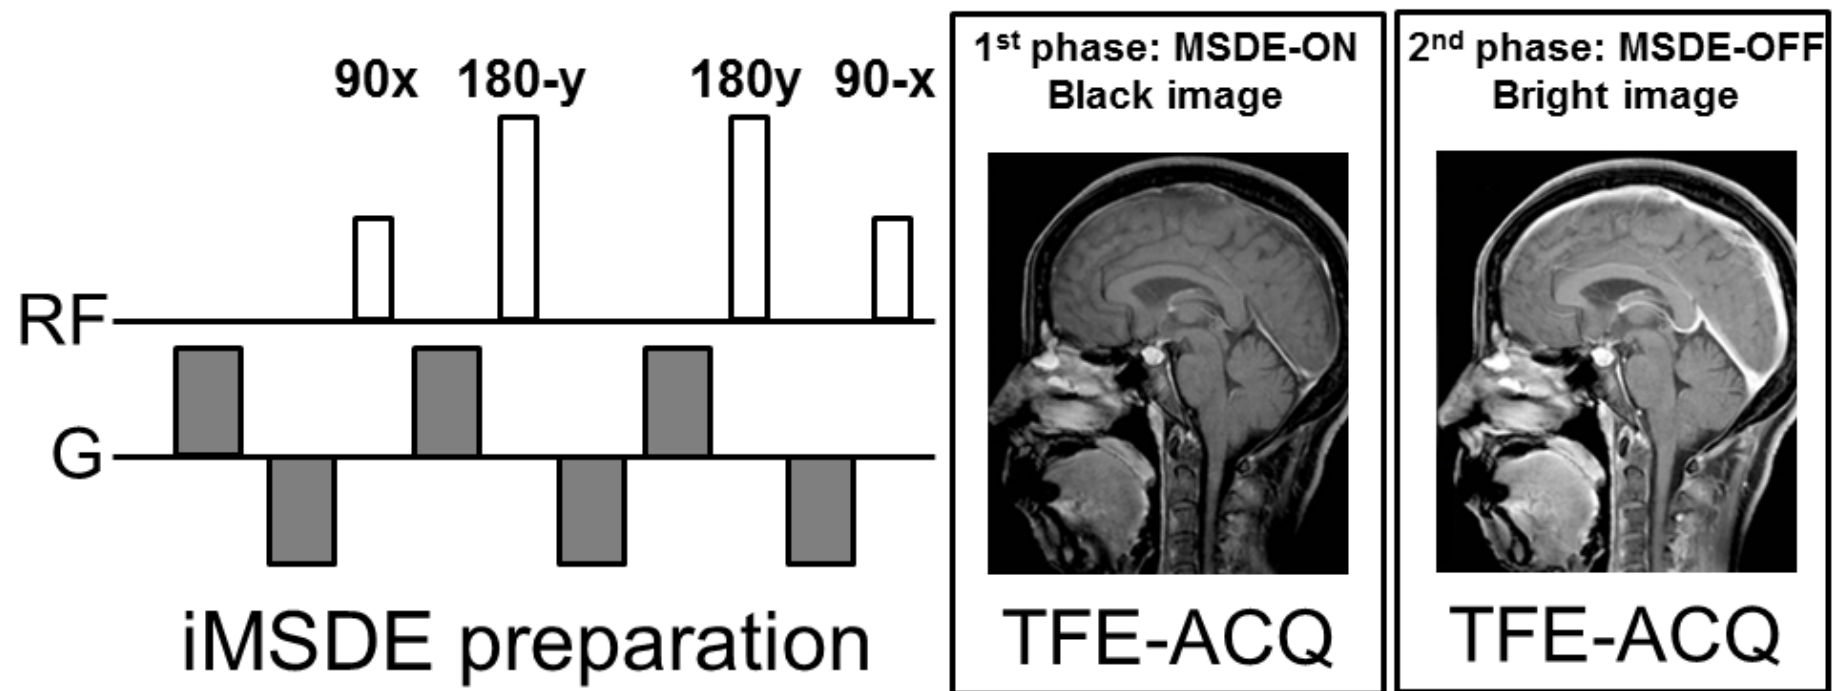 90x 180-y 180y 90-x
RF
G
iMSDE preparation
1st phase: MSDE-ON
Black image
TFE-ACQ
2nd phase: MSDE-OFF
Bright image
TFE-ACQ